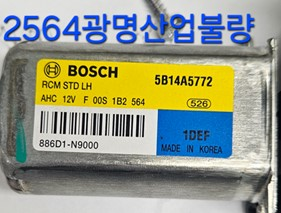 2564광명산업불량
BOSCH
5B14A5772
RCM STD LH
AHC 12V F 00S 1B2 564
526
1DEF
886D1-N9000
MADE IN KOREA